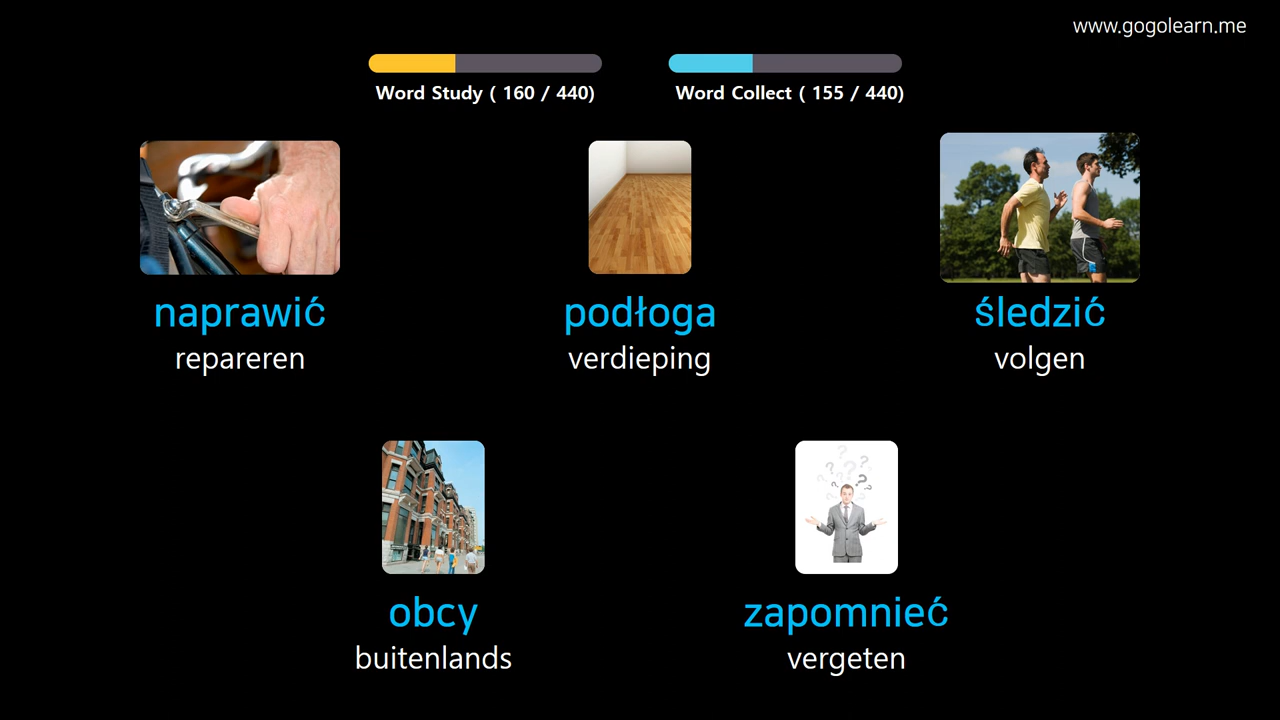 www.gogolearn.me
Word Study ( 160 / 440)
Word Collect ( 155 / 440)
naprawić
repareren
podłoga
verdieping
śledzić
volgen
obcy
buitenlands
zapomnieć
vergeten